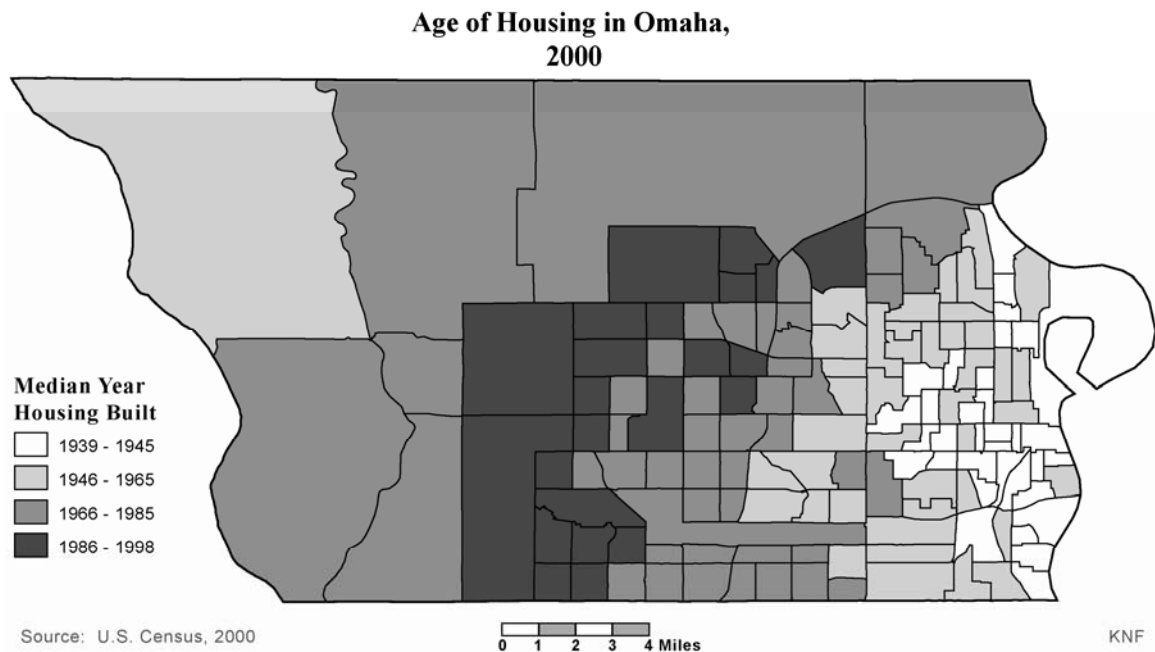 Age of Housing in Omaha,
2000
Median Year
Housing Built
1939 - 1945
1946 - 1965
1966 - 1985
1986 - 1998
Source: U.S. Census, 2000
0 1 2 3 4 Miles
KNF